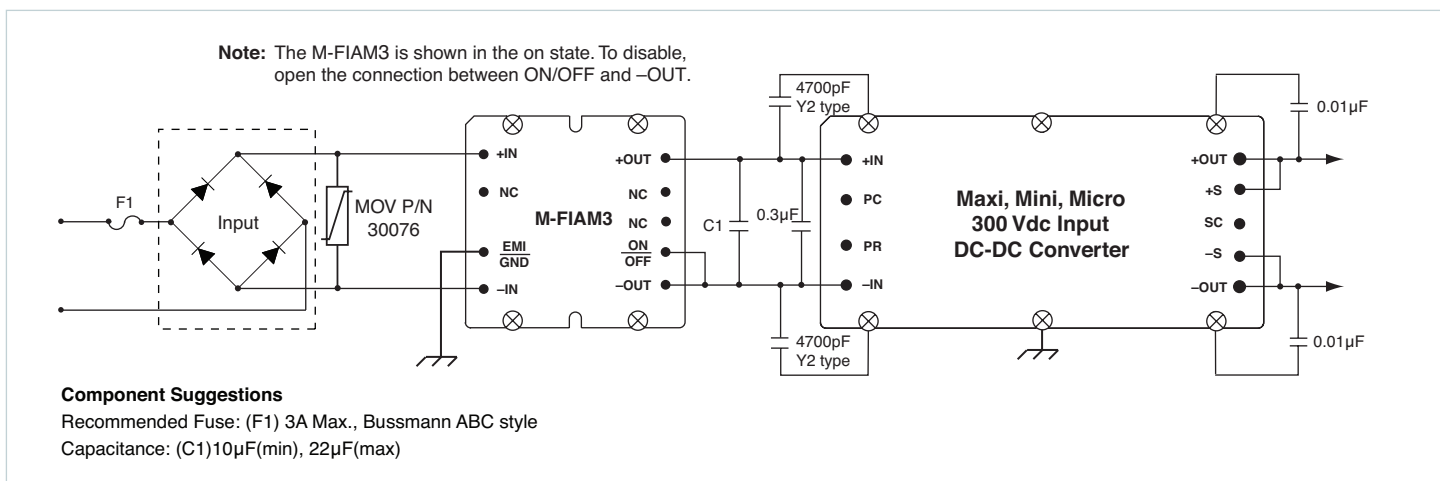 Note: The M-FIAM3 is shown in the on state. To disable,
open the connection between ON/OFF and –OUT.
F1
Input
MOV P/N
30076
+IN
NC
EMI
GND
–IN
M-FIAM3
+OUT
NC
NC
ON
OFF
–OUT
C1
0.3µF
4700pF
Y2 type
4700pF
Y2 type
+IN
PC
PR
–IN
Maxi, Mini, Micro
300 Vdc Input
DC-DC Converter
+OUT
+S
SC
–S
–OUT
0.01µF
0.01µF
Component Suggestions
Recommended Fuse: (F1) 3A Max., Bussmann ABC style
Capacitance: (C1)10µF(min), 22µF(max)